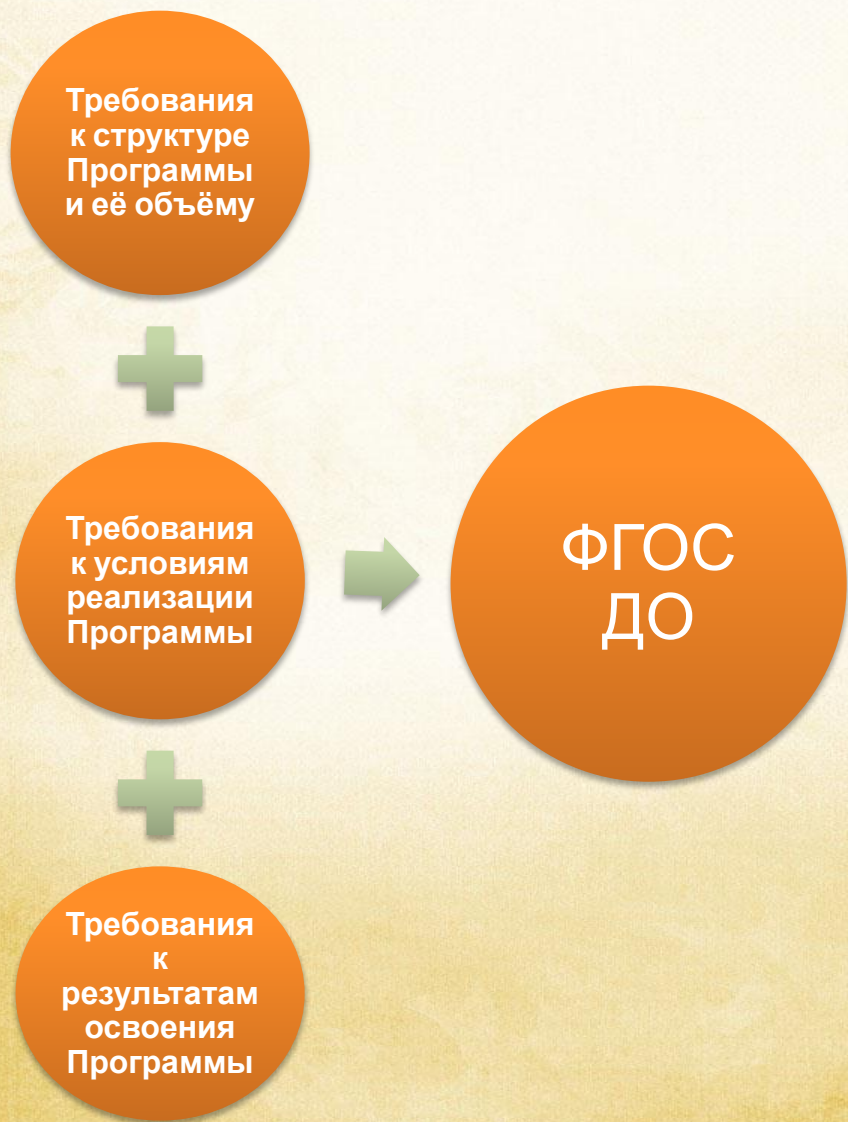 Требования
к структуре
Программы
и её объёму
Требования
к условиям
реализации
Программы
Требования
к
результатам
освоения
Программы
ФГОС
ДО